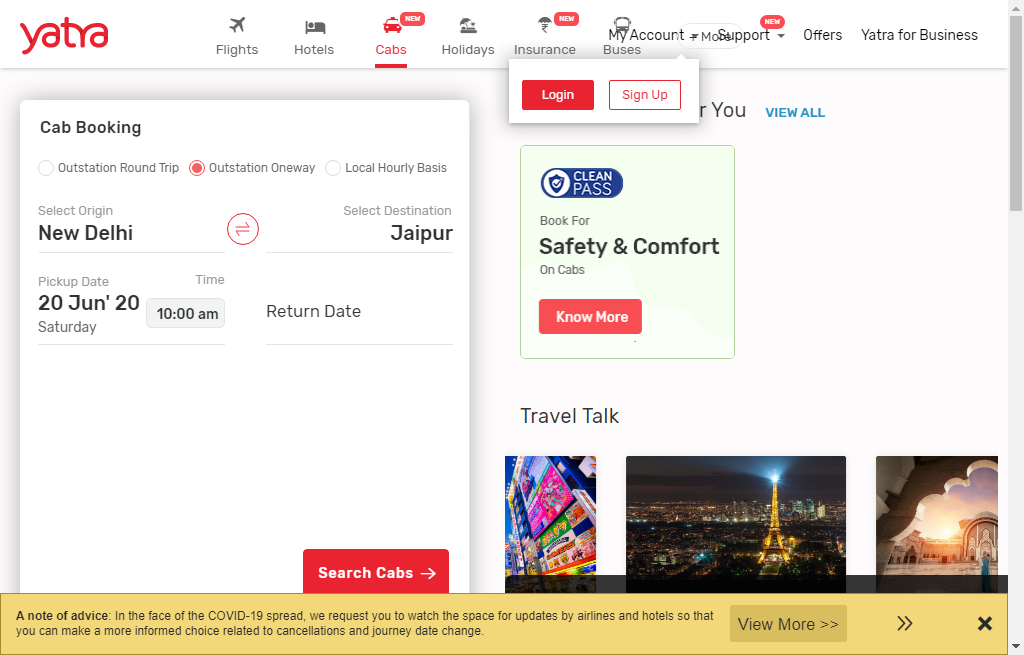 yatra
Flights
Hotels
NEW
Cabs
Holidays
NEW
Insurance
Buses
More
My Account
NEW
Support
Offers
Yatra for Business
Login
Sign Up
r You
VIEW ALL
Cab Booking
Outstation Round Trip
Outstation Oneway
Local Hourly Basis
Select Origin
New Delhi
Select Destination
Jaipur
Pickup Date
20 Jun' 20
Saturday
Time
10:00 am
Return Date
Search Cabs
CLEAN
PASS
Book For
Safety & Comfort
On Cabs
Know More
Travel Talk
A note of advice: In the face of the COVID-19 spread, we request you to watch the space for updates by airlines and hotels so that
you can make a more informed choice related to cancellations and journey date change.
View More >>